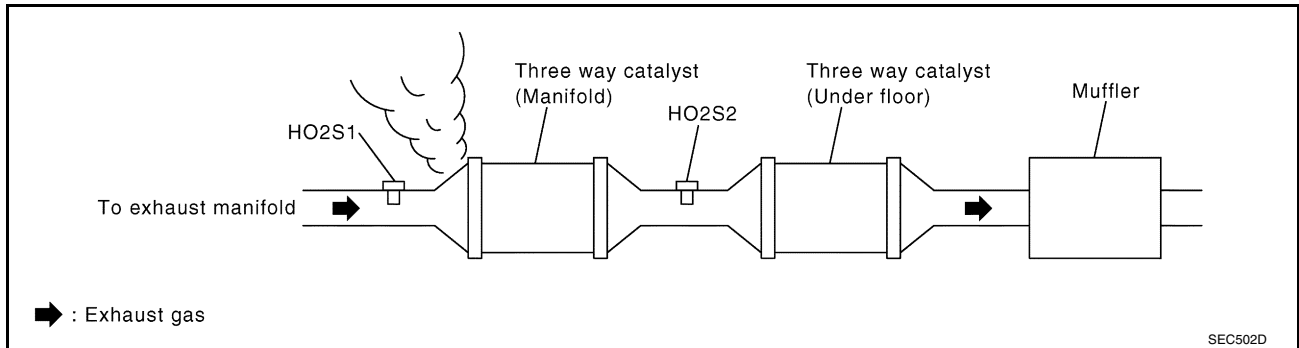 Three way catalyst
(Manifold)
Three way catalyst
(Under floor)
Muffler
HO2S1
HO2S2
To exhaust manifold
: Exhaust gas
SEC502D